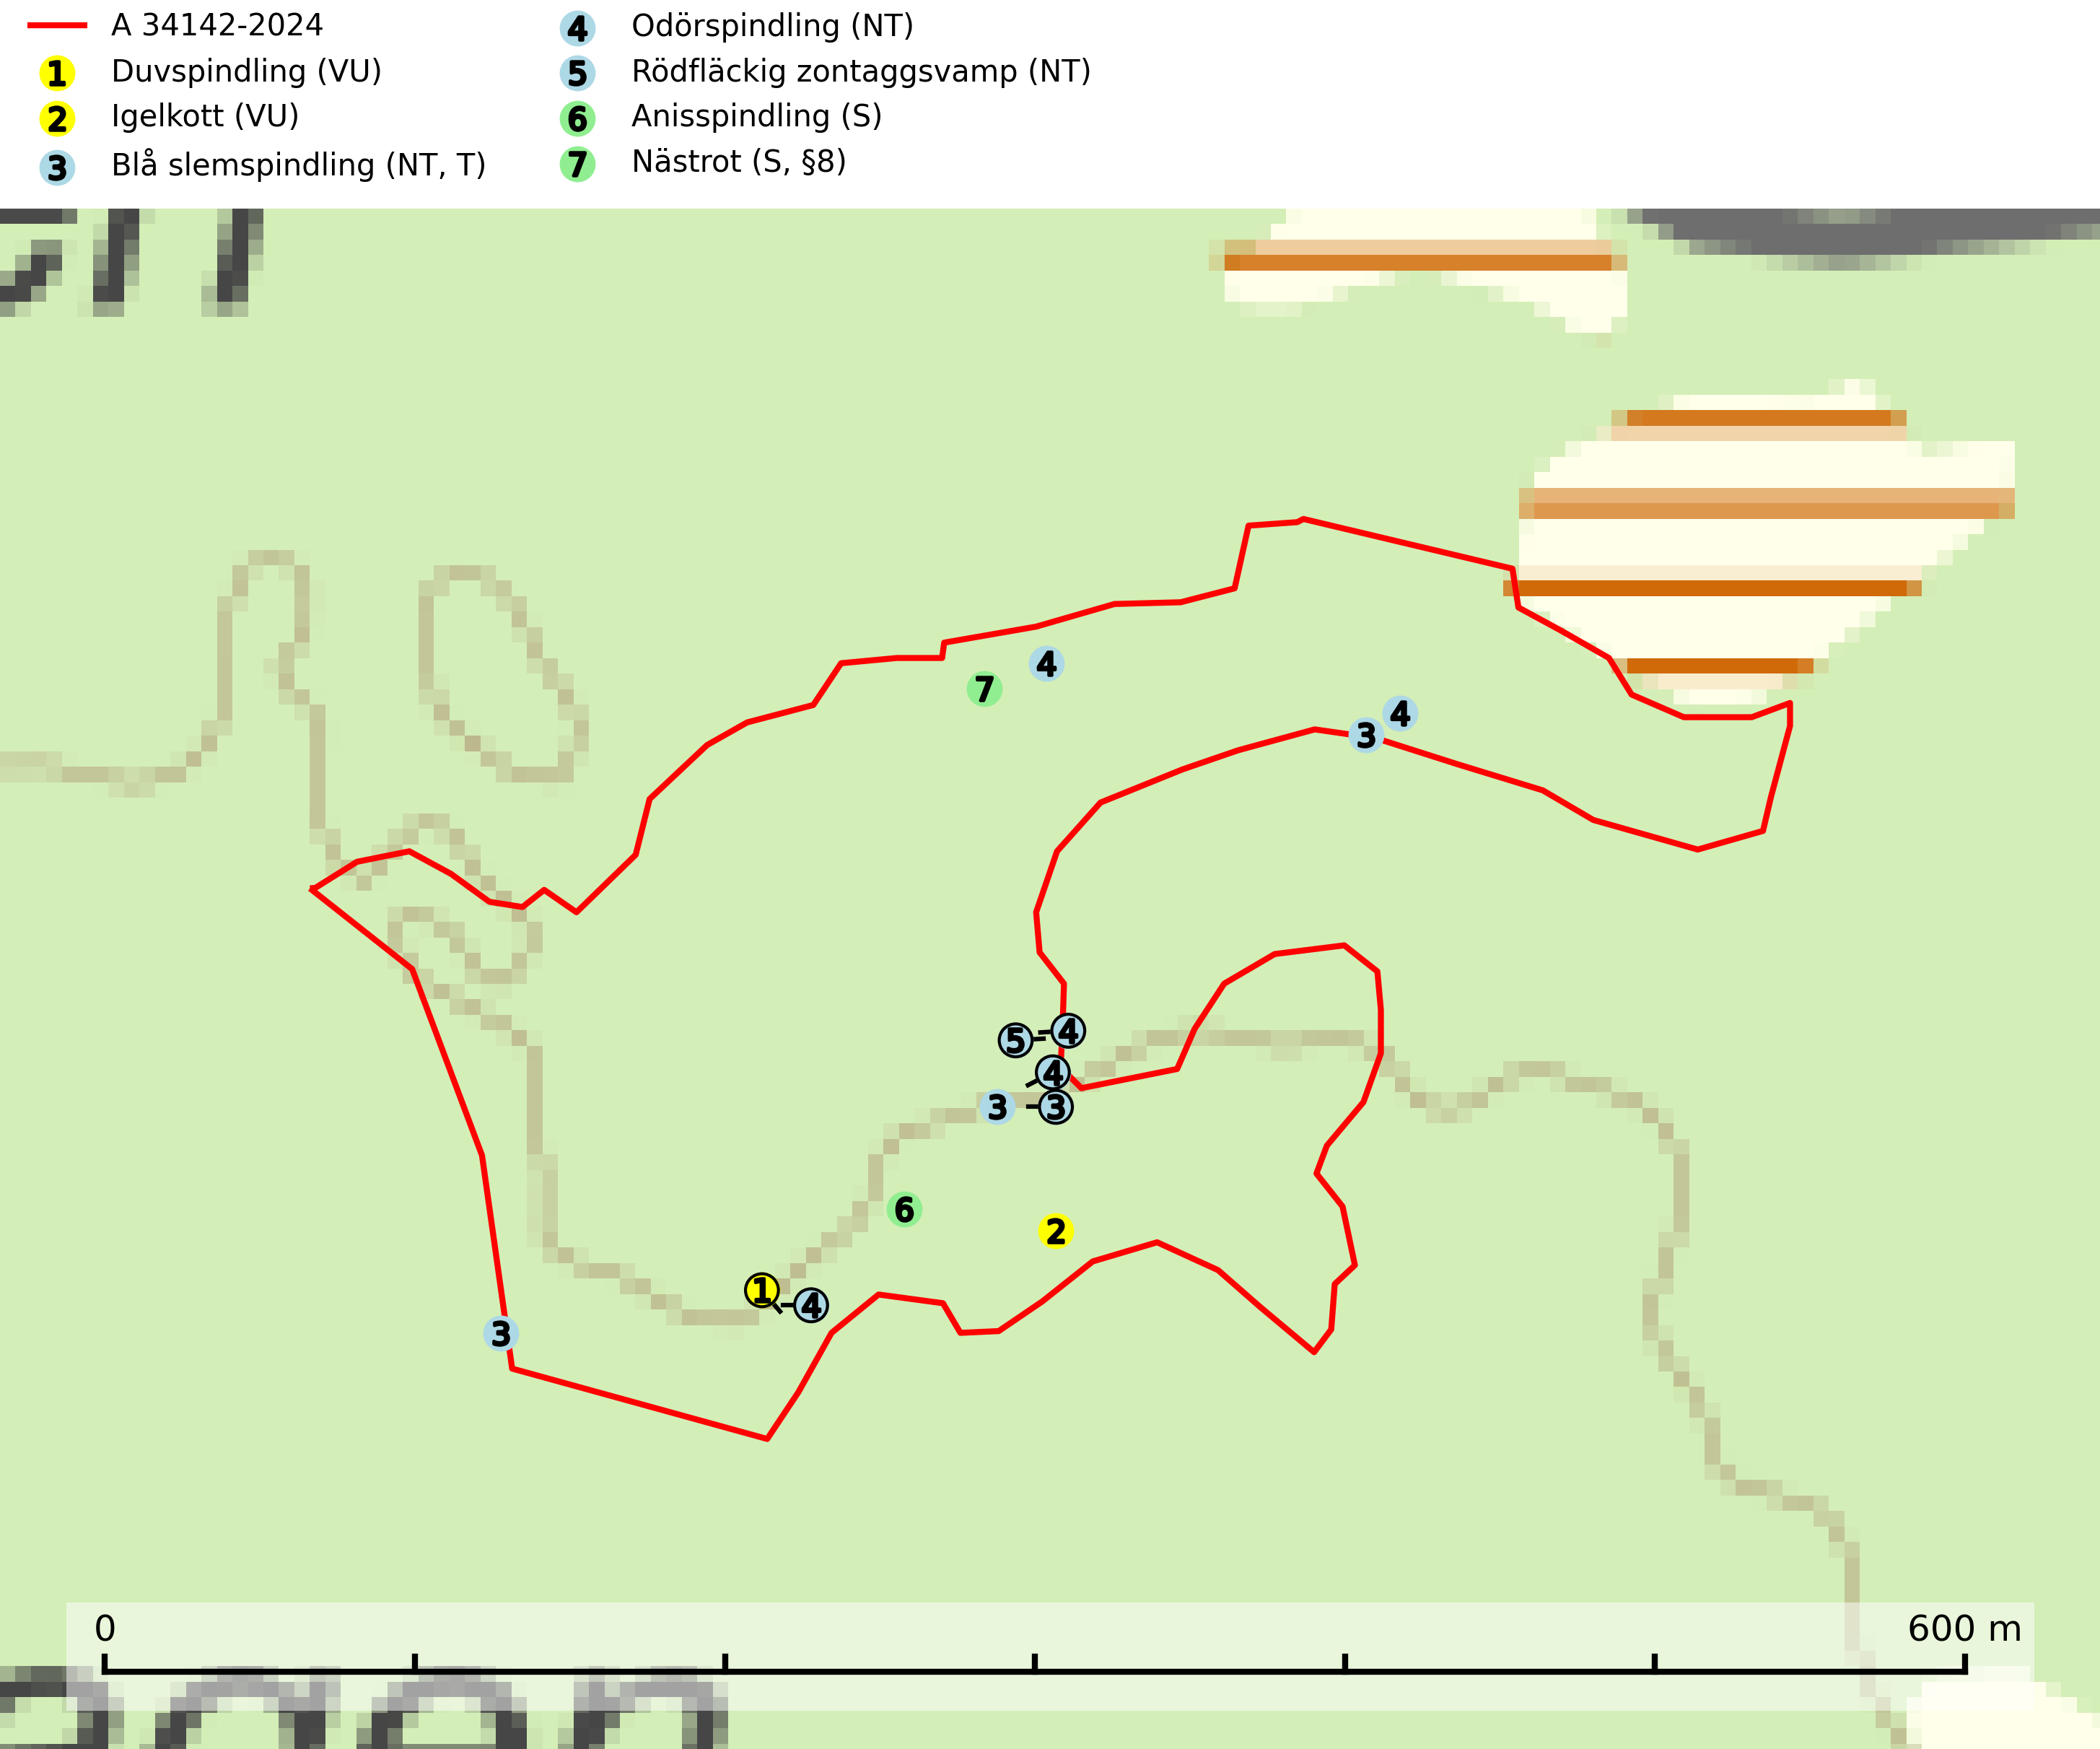 A 34142-2024
1 Duvspindling (VU)
2 Igelkott (VU)
3 Blå slemspindling (NT, T)
4 Odörspindling (NT)
5 Rödfläckig zontaggsvamp (NT)
6 Anisspindling (S)
7 Nästrot (S, §8)
4
7
4
3
5 4
4
3 3
6
2
1
4
3
0 600 m